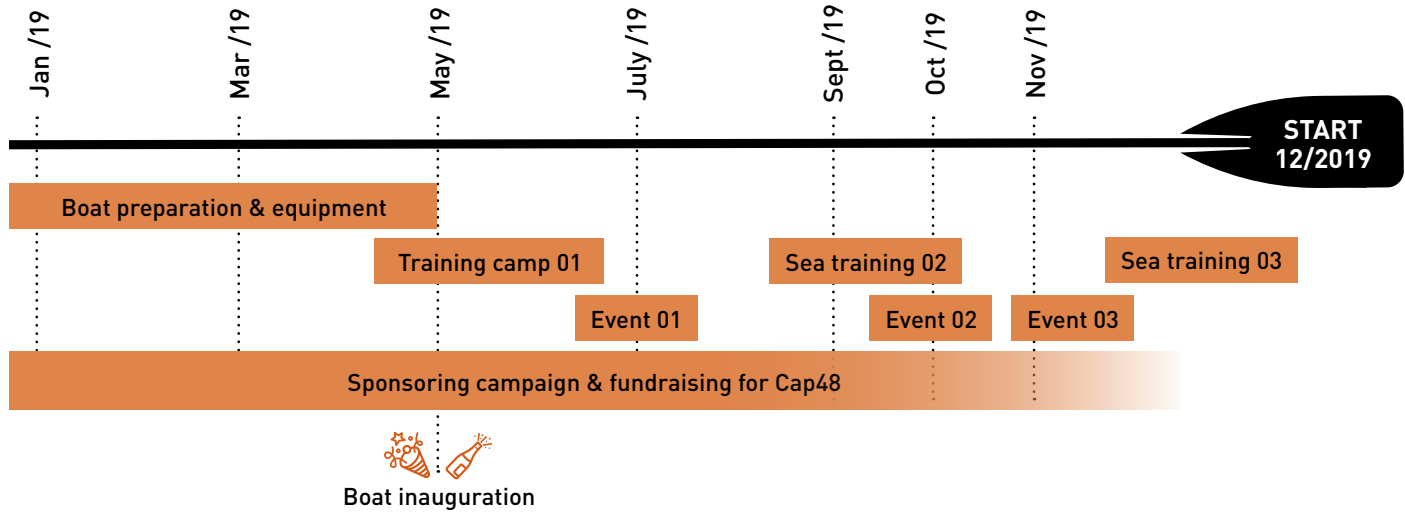 Jan /19
Mar /19
May /19
July /19
Sept /19
Oct /19
Nov /19
START
12/2019
Boat preparation & equipment
Training camp 01
Sea training 02
Sea training 03
Event 01
Event 02
Event 03
Sponsoring campaign & fundraising for Cap48
Boat inauguration